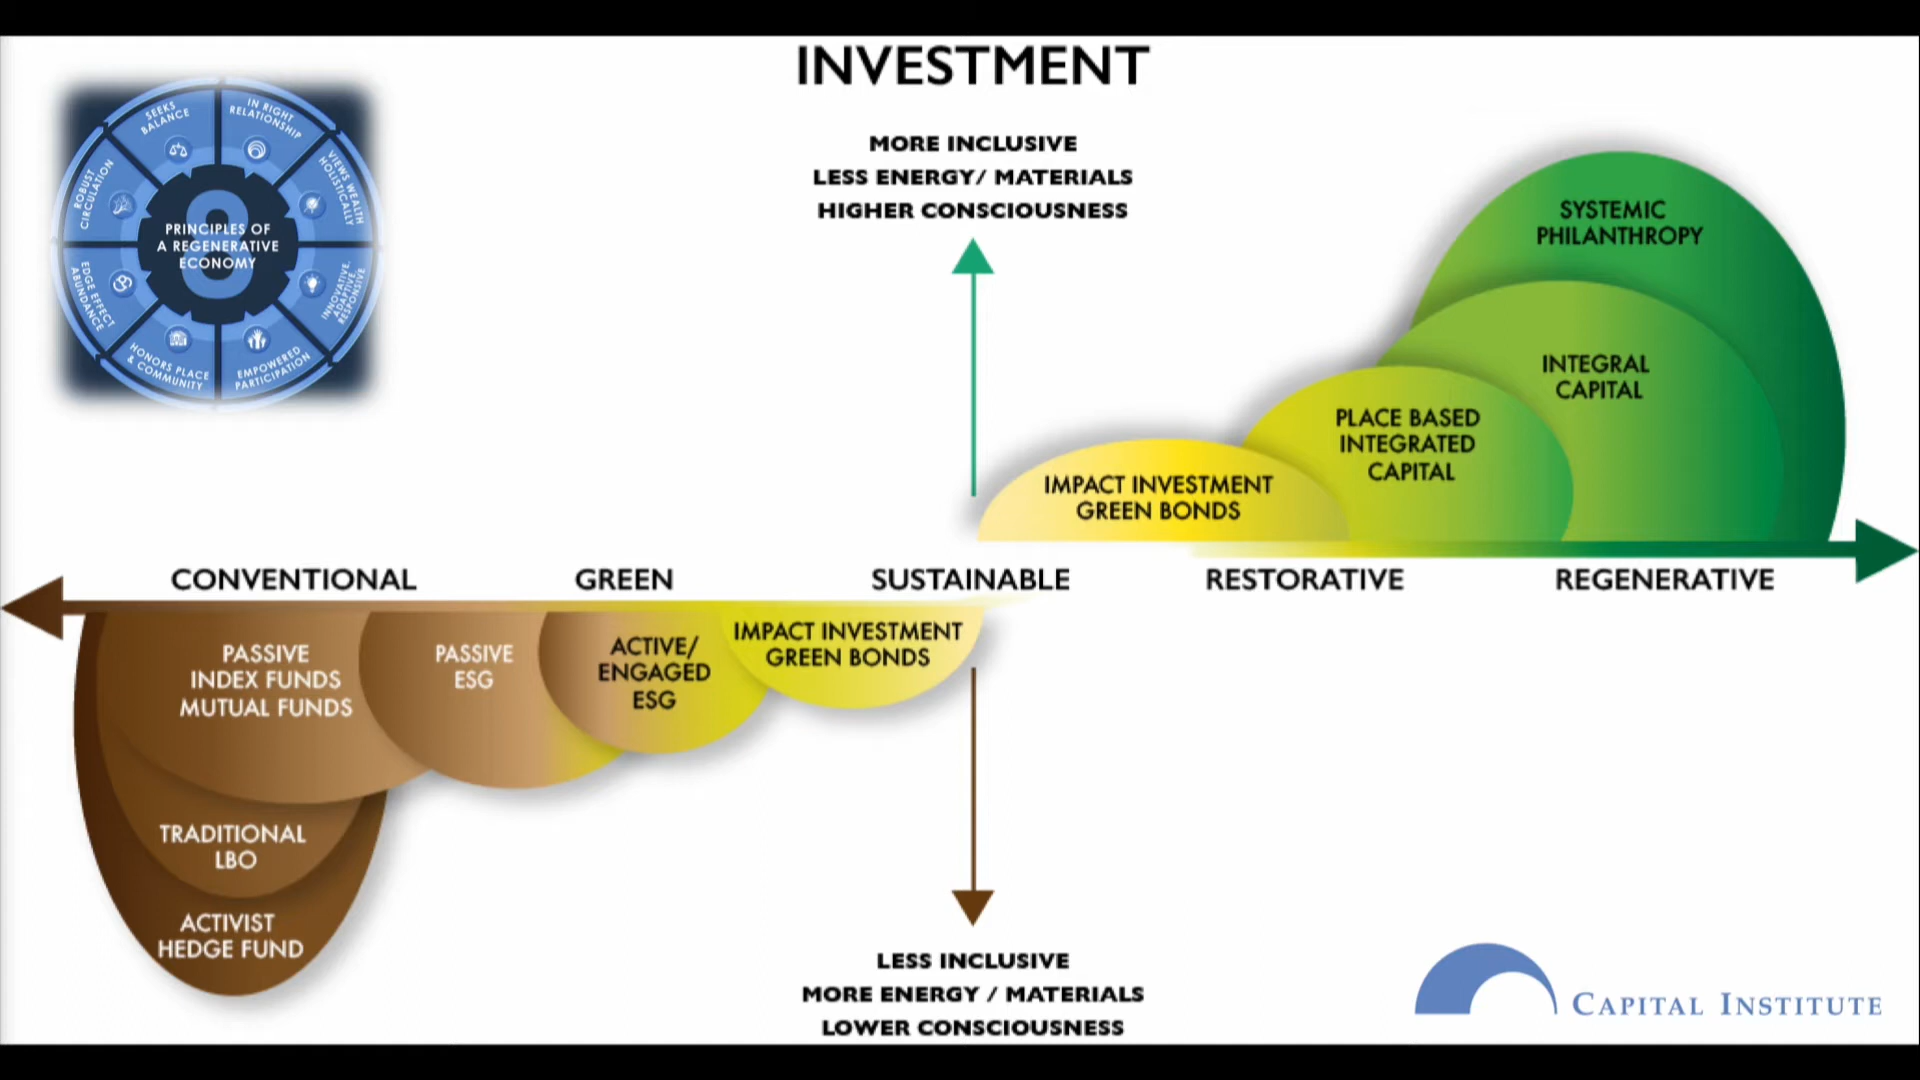 INVESTMENT
SEEKS
BALANCE
IN RIGHT
RELATIONSHIP
VIEWS WEALTH
HOLISTICALLY
INNOVATIVE,
ADAPTIVE,
RESPONSIVE
EMPOWERED
PARTICIPATION
HONORS PLACE
& COMMUNITY
EDGE EFFECT
ABUNDANCE
ROBUST
CIRCULATION
8
PRINCIPLES OF
A REGENERATIVE
ECONOMY
MORE INCLUSIVE
LESS ENERGY/ MATERIALS
HIGHER CONSCIOUSNESS
SYSTEMIC
PHILANTHROPY
INTEGRAL
CAPITAL
PLACE BASED
INTEGRATED
CAPITAL
IMPACT INVESTMENT
GREEN BONDS
CONVENTIONAL
GREEN
SUSTAINABLE
RESTORATIVE
REGENERATIVE
PASSIVE
INDEX FUNDS
MUTUAL FUNDS
PASSIVE
ESG
ACTIVE/
ENGAGED
ESG
IMPACT INVESTMENT
GREEN BONDS
TRADITIONAL
LBO
ACTIVIST
HEDGE FUND
LESS INCLUSIVE
MORE ENERGY / MATERIALS
LOWER CONSCIOUSNESS
CAPITAL INSTITUTE